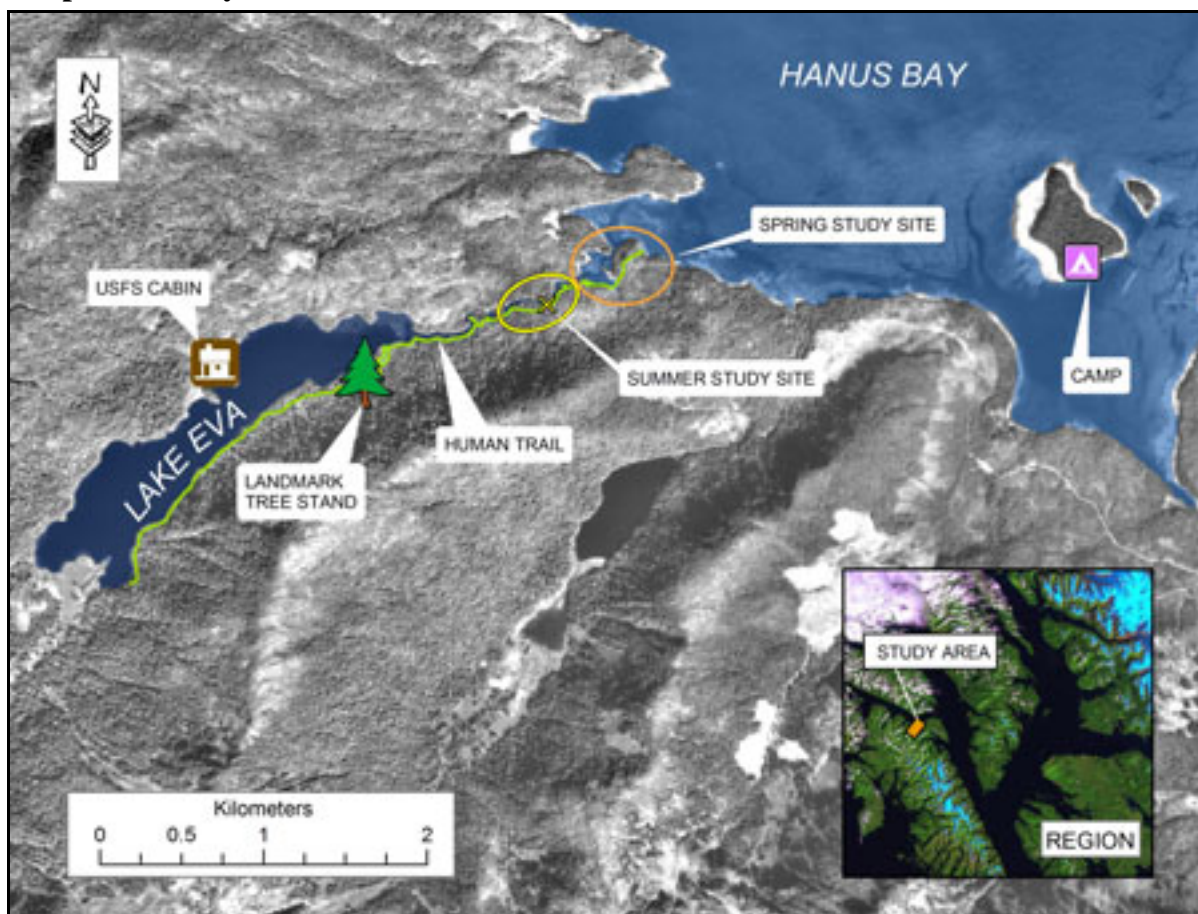 N
HANUS BAY
SPRING STUDY SITE
USFS CABIN
SUMMER STUDY SITE
CAMP
HUMAN TRAIL
LAKE EVA
LANDMARK
TREE STAND
STUDY AREA
Kilometers
0 0.5 1 2
REGION